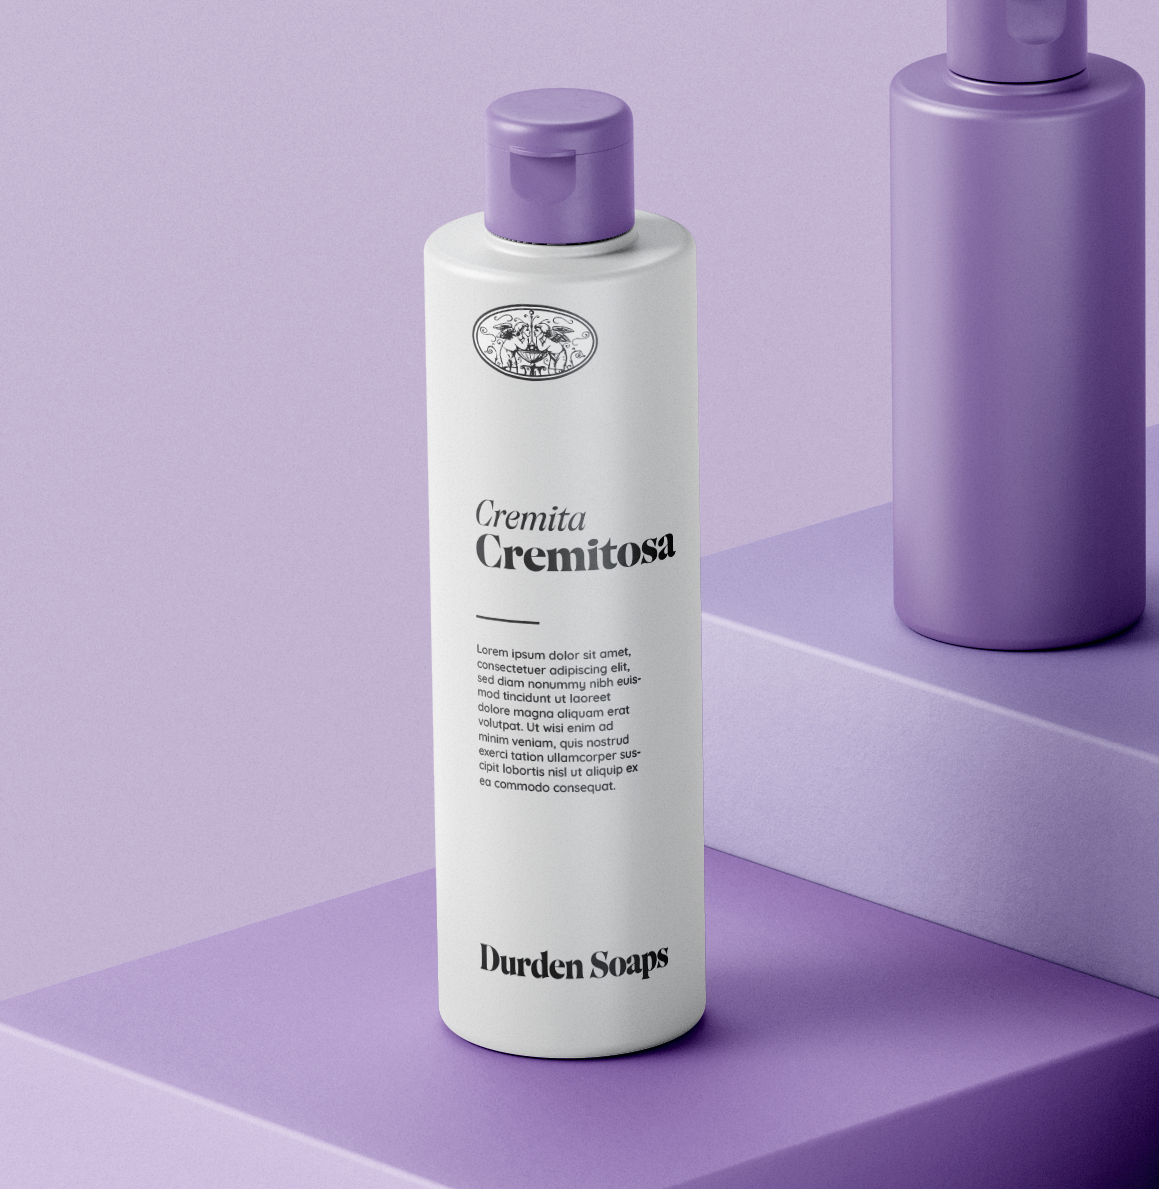 Cremita
Cremitosa
Lorem ipsum dolor sit amet,
consectetuer adipiscing elit,
sed diam nonummy nibh euis-
mod tincidunt ut laoreet
dolore magna aliquam erat
volutpat. Ut wisi enim ad
minim veniam, quis nostrud
exerci tation ullamcorper sus-
cipit lobortis nisl ut aliquip ex
ea commodo consequat.
Durden Soaps